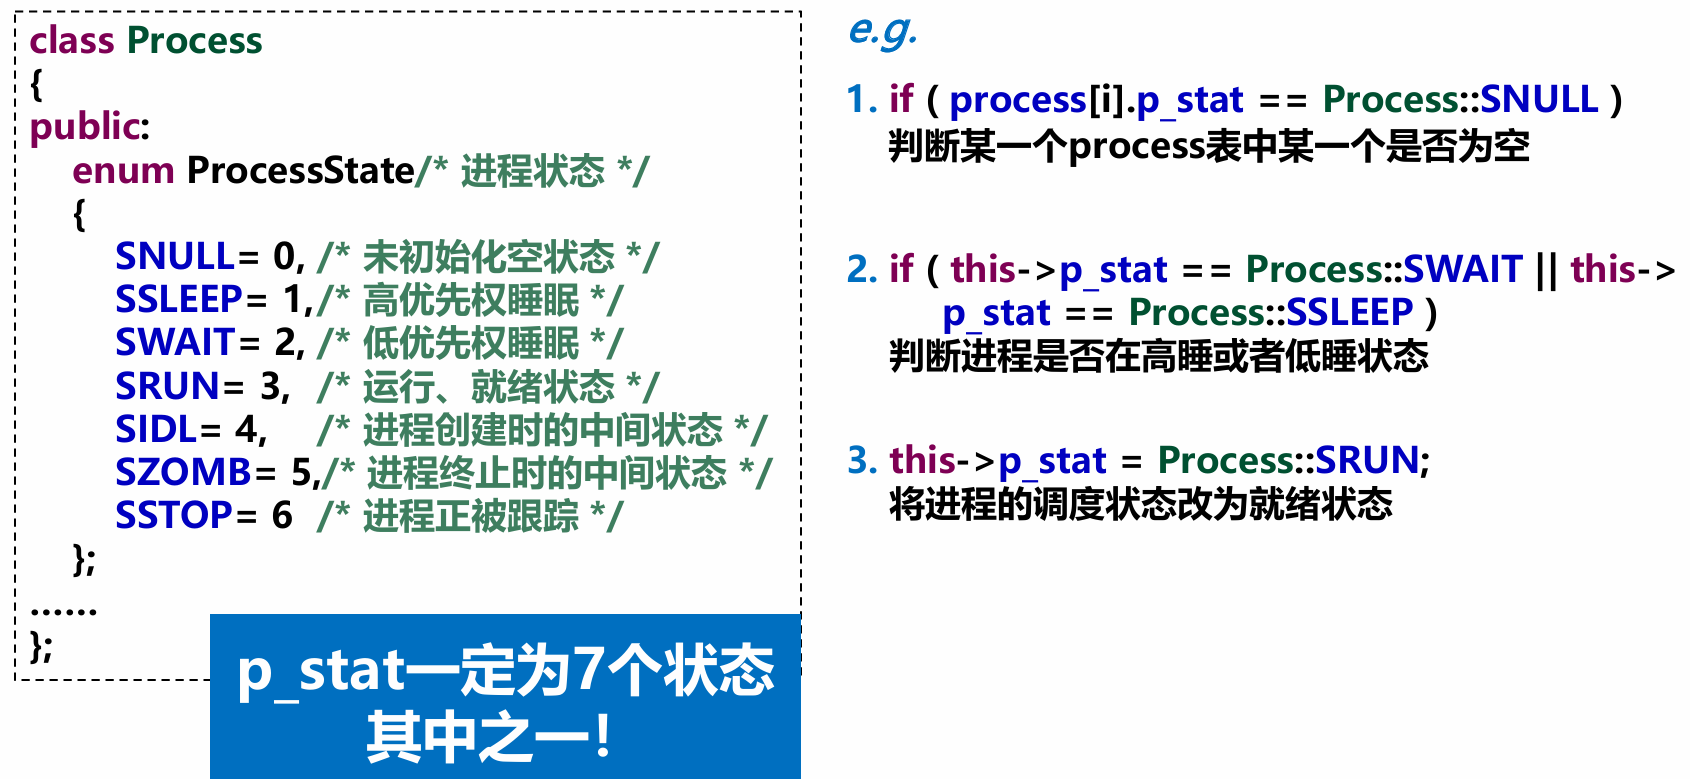 class Process
{
public:
enum ProcessState/* 进程状态 */
{
SNULL= 0, /* 未初始化空状态 */
SSLEEP= 1,/* 高优先权睡眠 */
SWAIT= 2, /* 低优先权睡眠 */
SRUN= 3, /* 运行、就绪状态 */
SIDL= 4, /* 进程创建时的中间状态 */
SZOMB= 5,/* 进程终止时的中间状态 */
SSTOP= 6 /* 进程正被跟踪 */
};
......
};
p_stat一定为7个状态
其中之一!
e.g.
1. if ( process[i].p_stat == Process::SNULL )
判断某一个process表中某一个是否为空
2. if ( this->p_stat == Process::SWAIT || this->
p_stat == Process::SSLEEP )
判断进程是否在高睡或者低睡状态
3. this->p_stat = Process::SRUN;
将进程的调度状态改为就绪状态